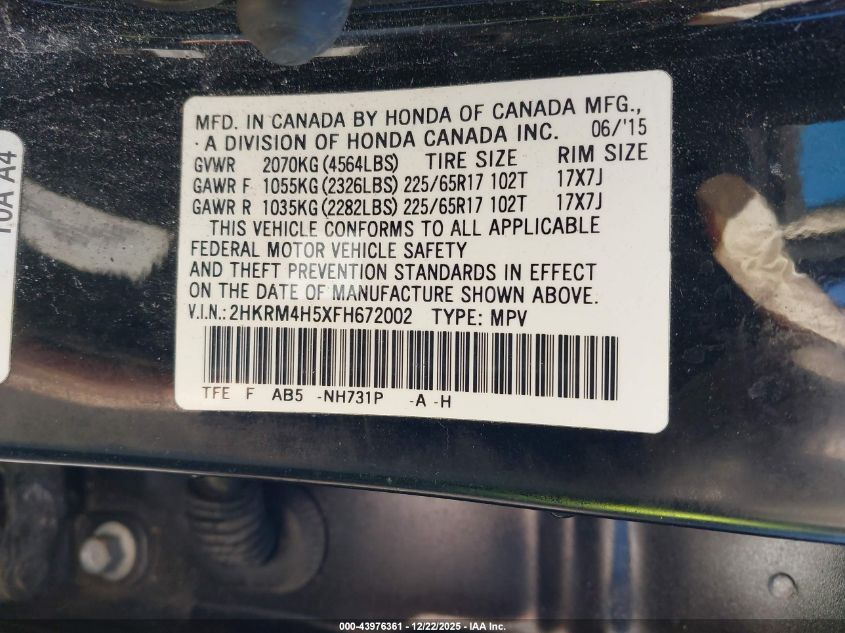 MFD. IN CANADA BY HONDA OF CANADA MFG.,
· A DIVISION OF HONDA CANADA INC. 06/'15
GVWR 2070KG (4564LBS) TIRE SIZE RIM SIZE
GAWR F 1055KG (2326LBS) 225/65R17 102T 17X7J
GAWR R 1035KG (2282LBS) 225/65R17 102T 17X7J
THIS VEHICLE CONFORMS TO ALL APPLICABLE
FEDERAL MOTOR VEHICLE SAFETY
AND THEFT PREVENTION STANDARDS IN EFFECT
ON THE DATE OF MANUFACTURE SHOWN ABOVE.
V.I.N.: 2HKRM4H5XFH672002 TYPE: MPV
TFE F AB5 -NH731P -A -H
000-43976361 - 12/22/2025 - IAA Inc.